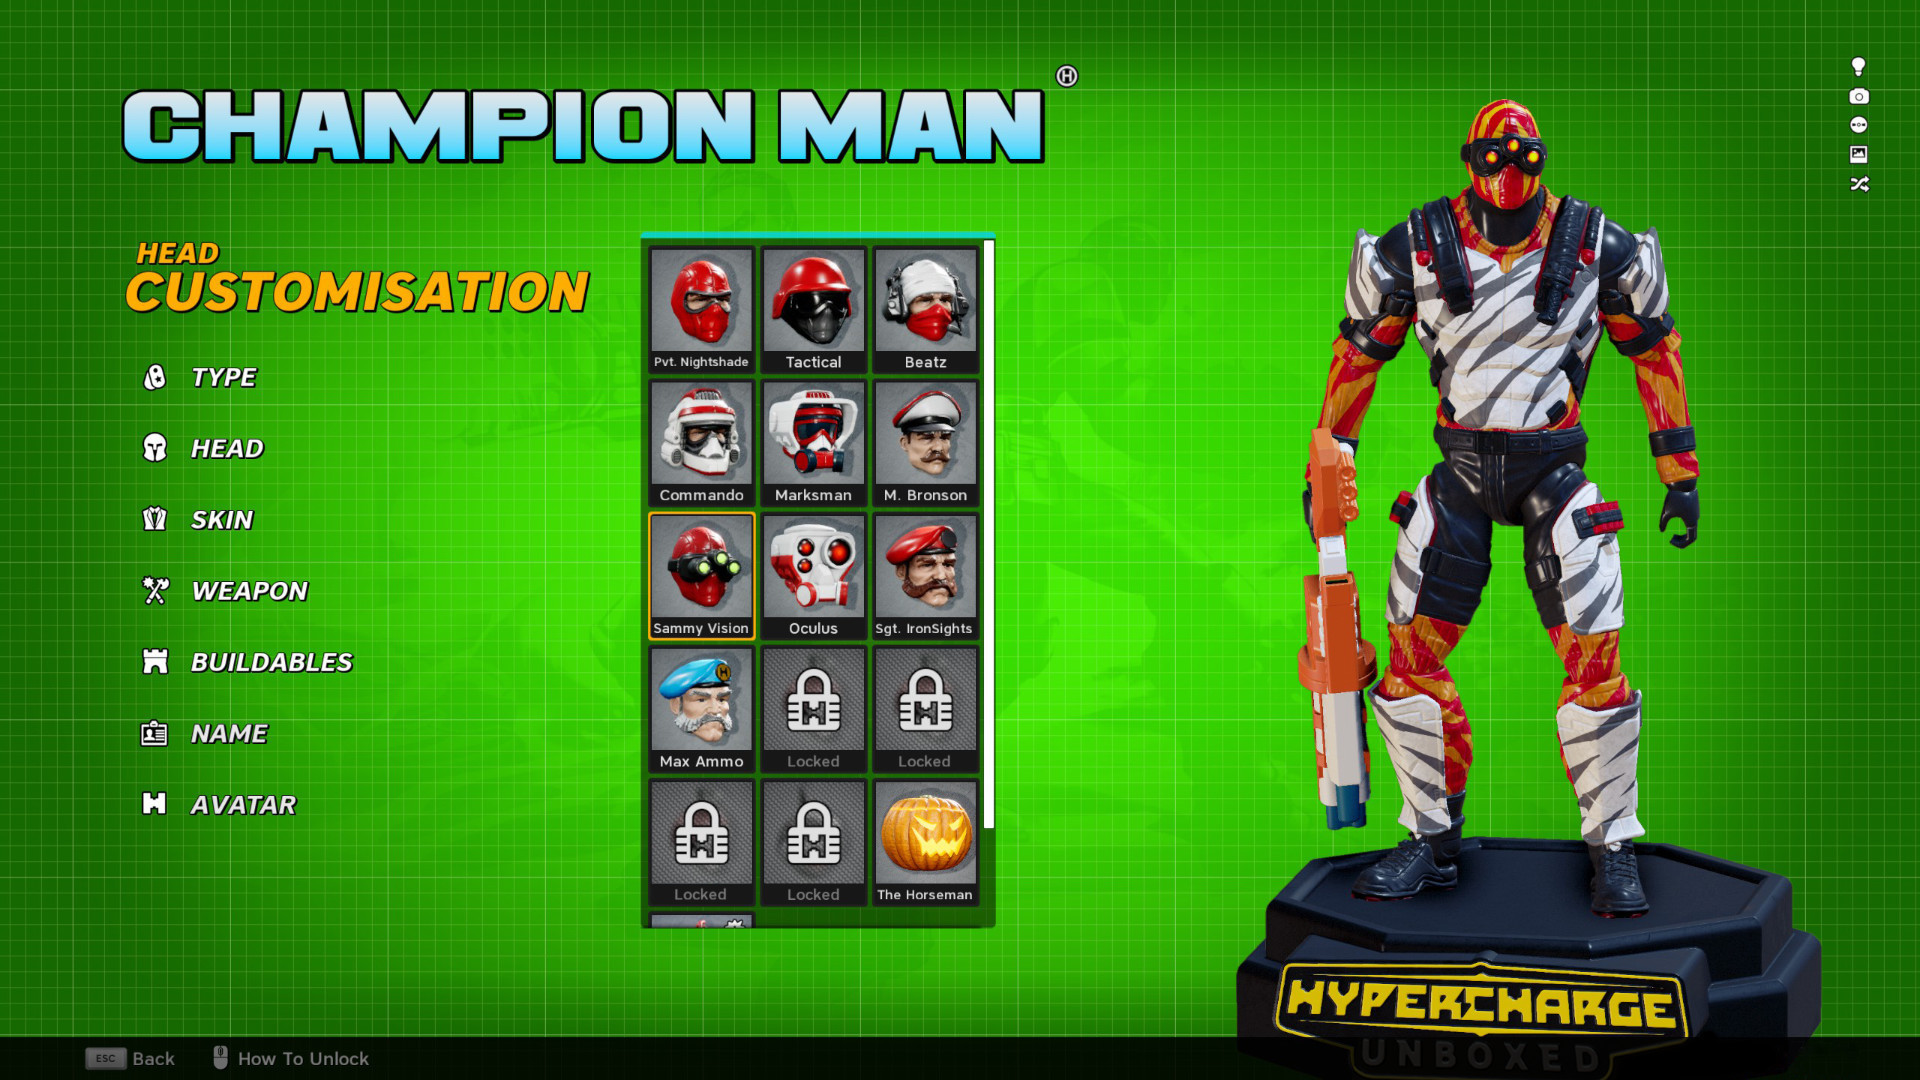 CHAMPION MAN
H
HEAD
CUSTOMISATION
TYPE
HEAD
SKIN
WEAPON
BUILDABLES
NAME
AVATAR
Pvt. Nightshade
Tactical
Beatz
Commando
Marksman
M. Bronson
Sammy Vision
Oculus
Sgt. IronSights
Max Ammo
Locked
Locked
Locked
Locked
The Horseman
HYPERCHARGE
UNBOXED
ESC Back
How To Unlock